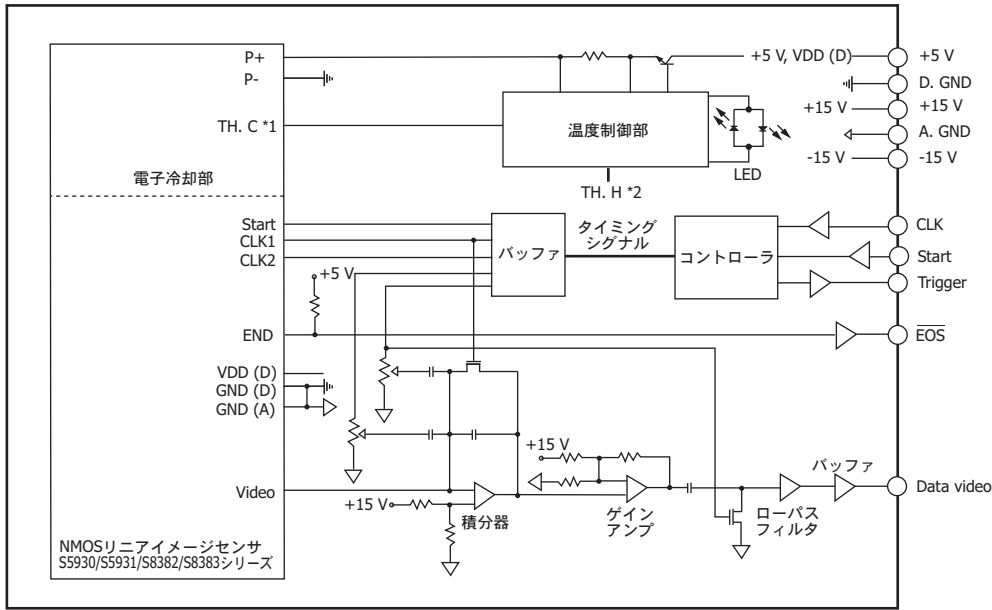 P+
P-
TH. C *1
電子冷却部
+5 V, VDD (D)
+5 V
D. GND
+15 V
+15 V
A. GND
-15 V
-15 V
温度制御部
TH. H *2
LED
Start
CLK1
CLK2
+5 V
バッファ
タイミング
シグナル
コントローラ
CLK
Start
Trigger
END
EOS
VDD (D)
GND (D)
GND (A)
Video
+15 V
積分器
+15 V
ゲイン
アンプ
ローパス
フィルタ
バッファ
Data video
NMOSリニアイメージセンサ
S5930/S5931/S8382/S8383シリーズ